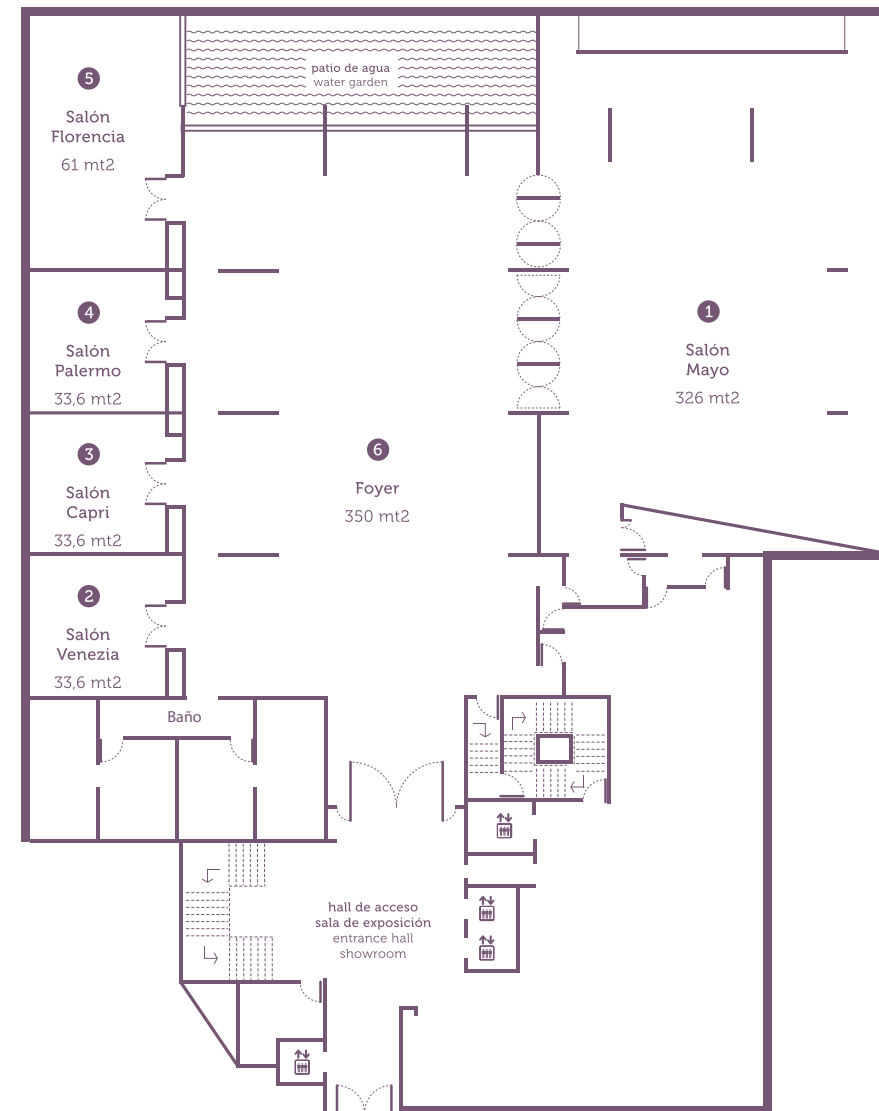 patio de agua
water garden
5
Salón
Florencia
61 mt2
4
Salón
Palermo
33,6 mt2
1
Salón
Mayo
326 mt2
3
Salón
Capri
33,6 mt2
6
Foyer
350 mt2
2
Salón
Venezia
33,6 mt2
Baño
hall de acceso
sala de exposición
entrance hall
showroom